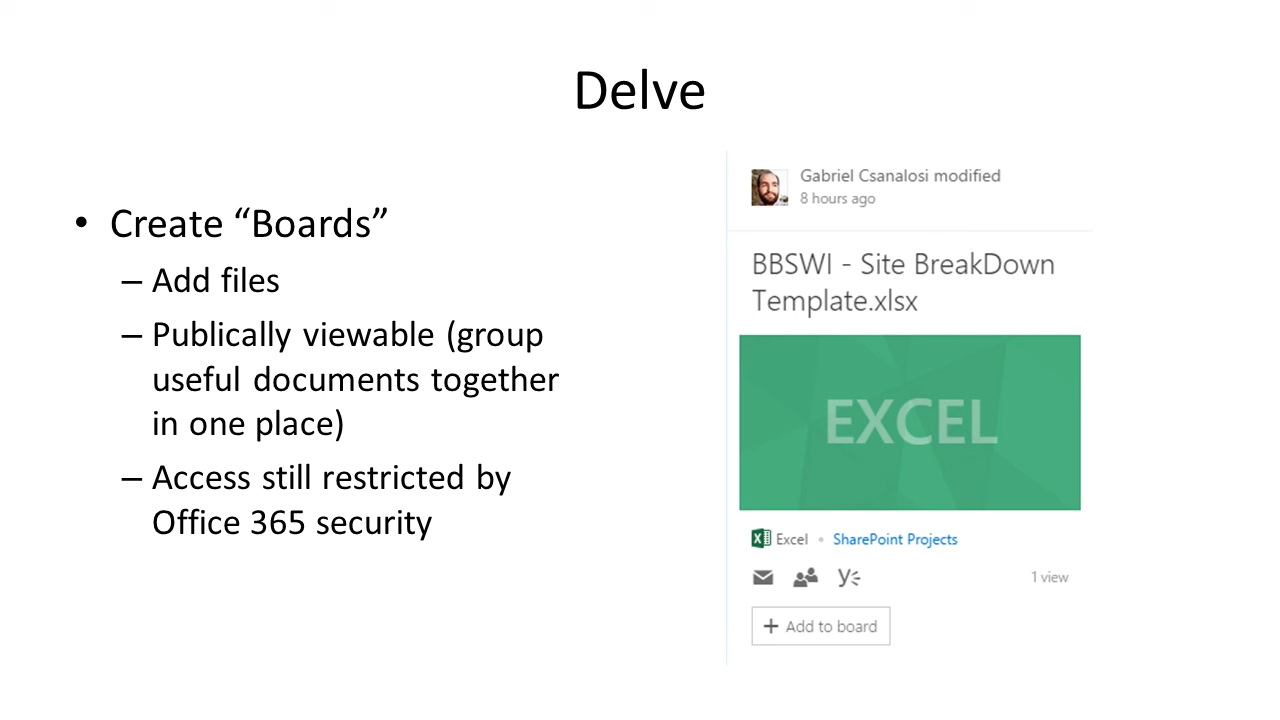 Delve
• Create “Boards”
– Add files
– Publically viewable (group
useful documents together
in one place)
– Access still restricted by
Office 365 security
Gabriel Csanalosi modified
8 hours ago
BBSWI - Site BreakDown
Template.xlsx
EXCEL
Excel • SharePoint Projects
1 view
+ Add to board